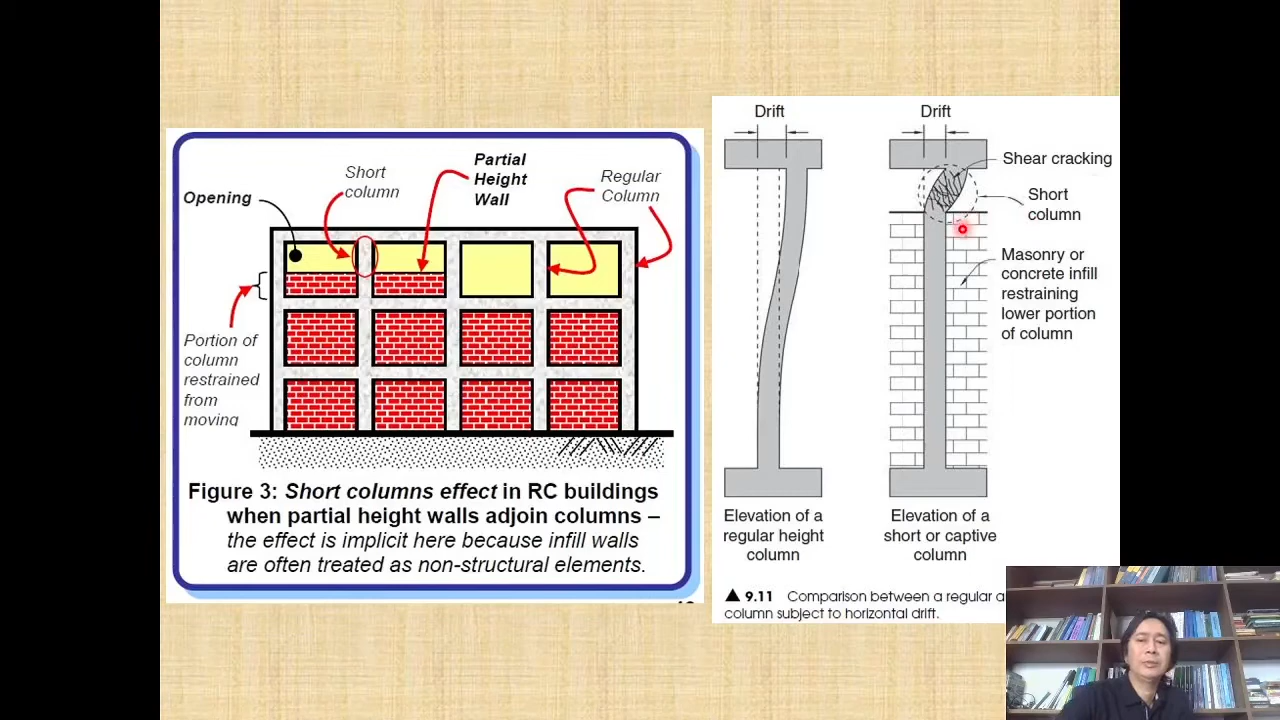 Opening
Short
column
Partial
Height
Wall
Regular
Column
Portion of
column
restrained
from
moving
Figure 3: Short columns effect in RC buildings
when partial height walls adjoin columns –
the effect is implicit here because infill walls
are often treated as non-structural elements.
Drift
Drift
Shear cracking
Short
column
Masonry or
concrete infill
restraining
lower portion
of column
Elevation of a
regular height
column
Elevation of a
short or captive
column
▲ 9.11 Comparison between a regular a
column subject to horizontal drift.